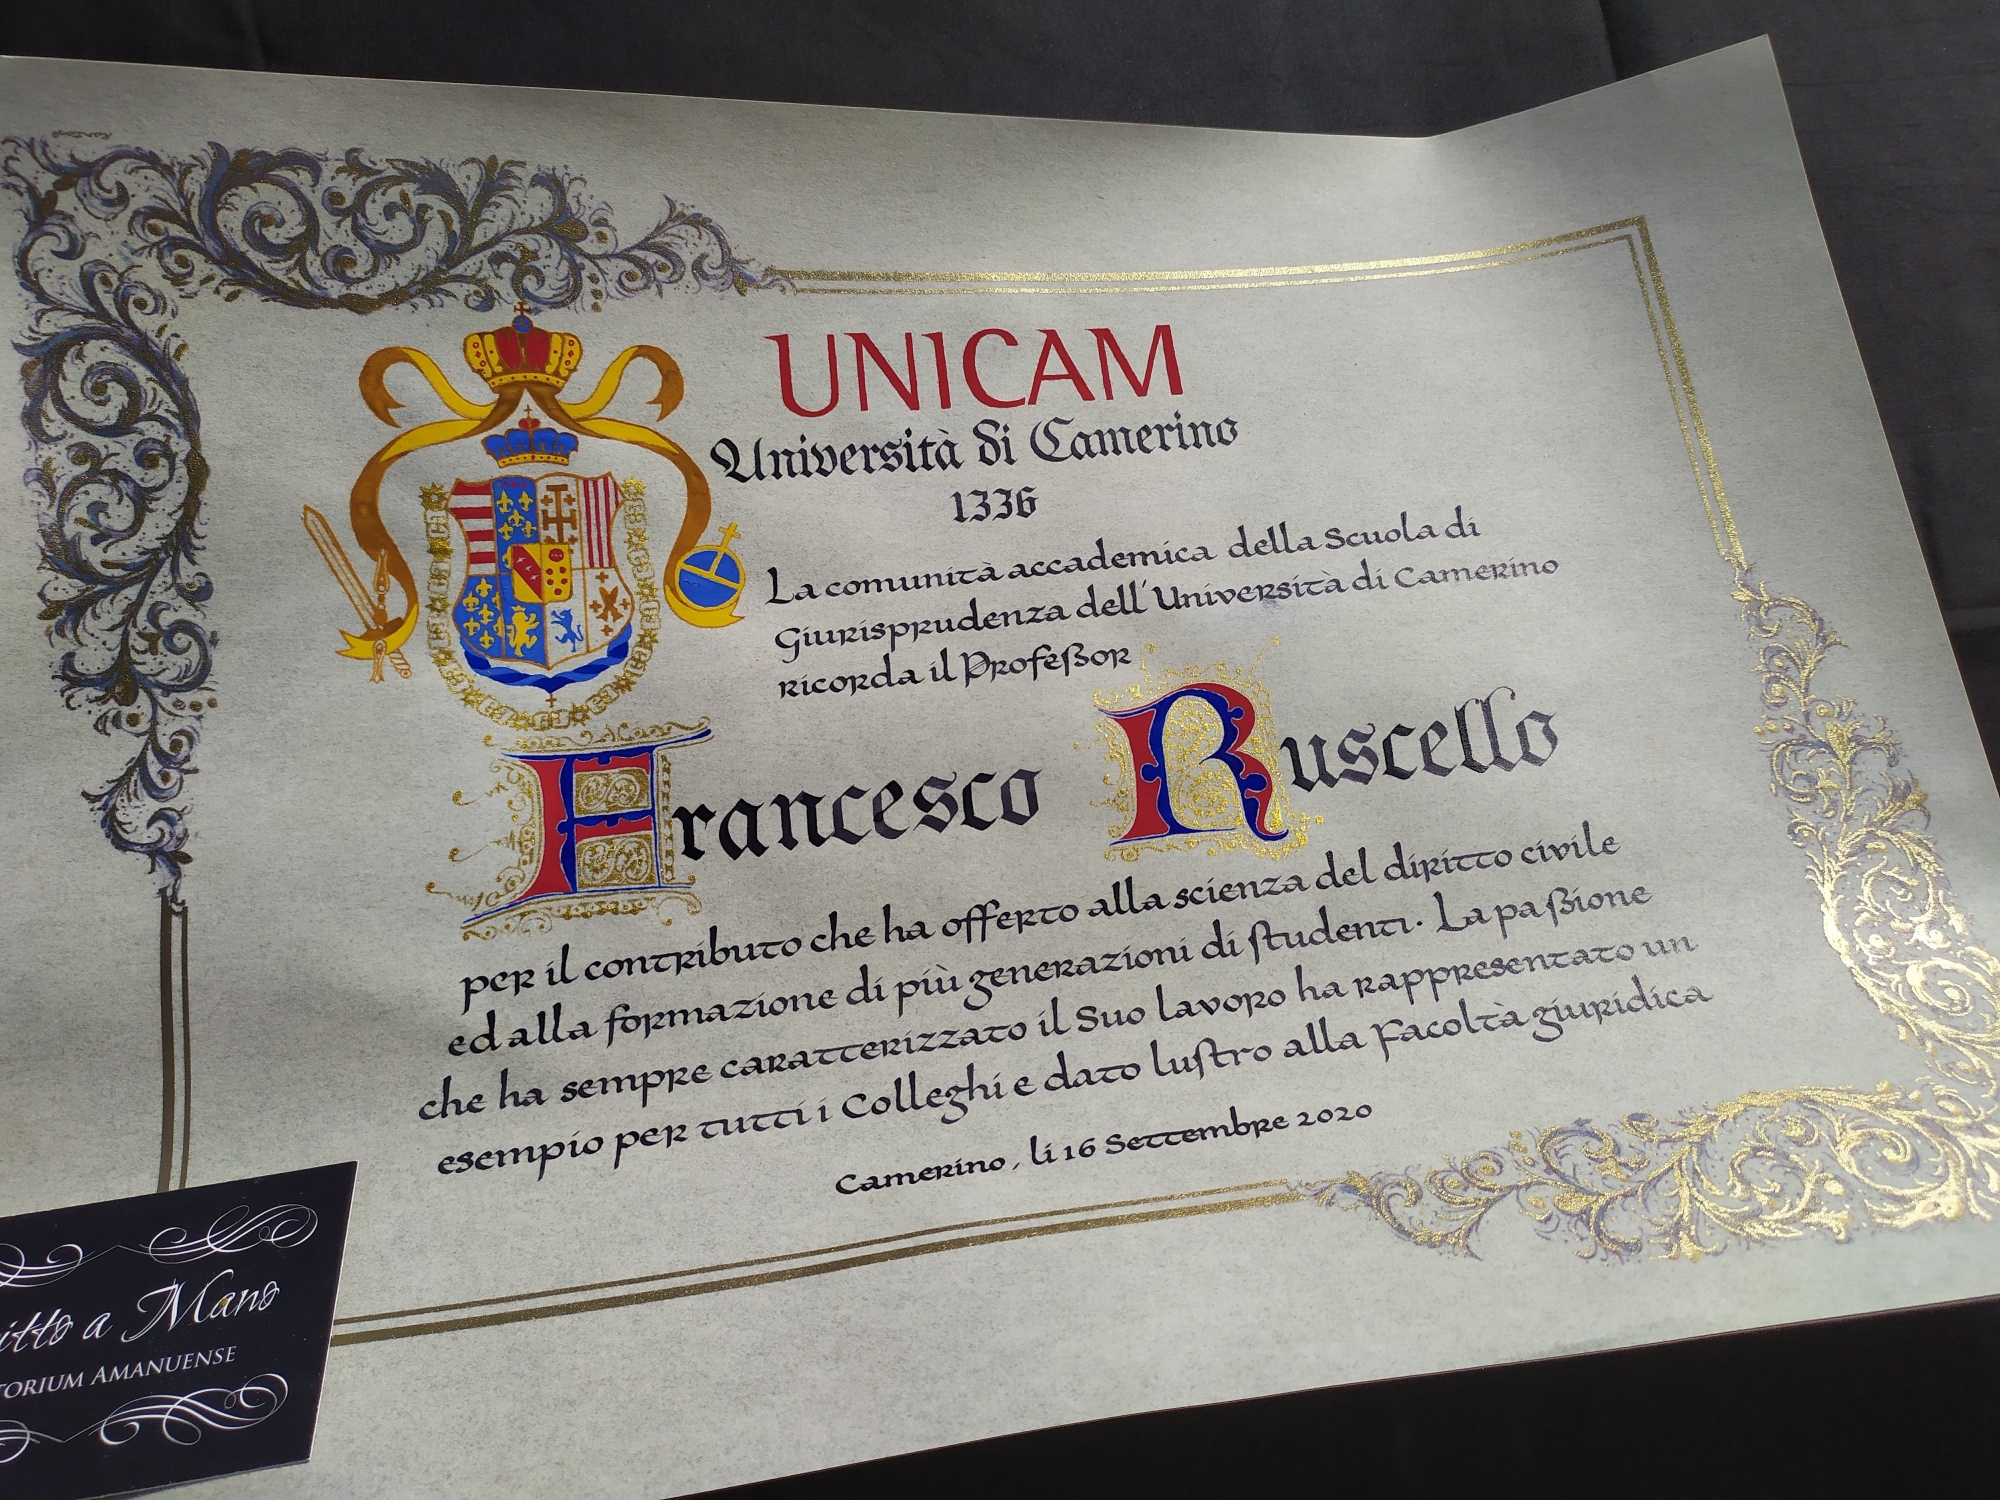 UNICAM
Università di Camerino
1336
La comunità accademica della Scuola di
Giurisprudenza dell'Università di Camerino
ricorda il Profeßor
Francesco Ruscello
per il contributo che ha offerto alla scienza del diritto civile
ed alla formazione di più generazioni di studenti. La paßione
che ha sempre caratterizzato il Suo lavoro ha rappresentato un
esempio per tutti i Colleghi e dato lustro alla Facoltà giuridica
Camerino, li 16 Settembre 2020
itto a Mano
TORIUM AMANUENSE